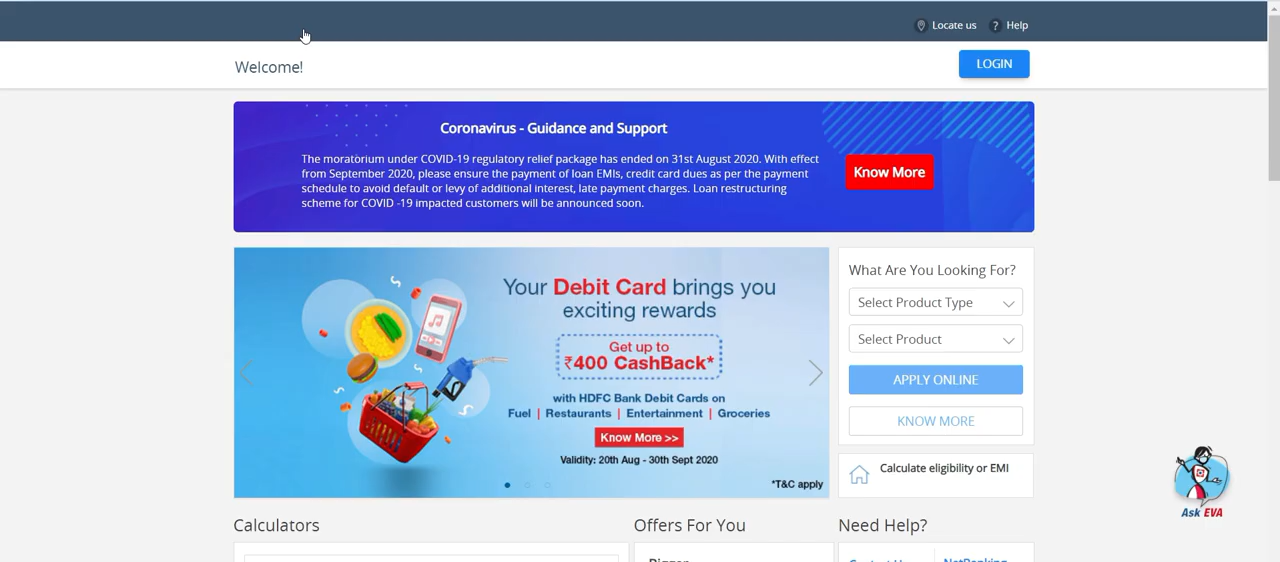 Locate us
? Help
Welcome!
LOGIN
Coronavirus - Guidance and Support
The moratorium under COVID-19 regulatory relief package has ended on 31st August 2020. With effect
from September 2020, please ensure the payment of loan EMIs, credit card dues as per the payment
schedule to avoid default or levy of additional interest, late payment charges. Loan restructuring
scheme for COVID -19 impacted customers will be announced soon.
Know More
Your Debit Card brings you
exciting rewards
Get up to
₹400 CashBack*
with HDFC Bank Debit Cards on
Fuel | Restaurants | Entertainment | Groceries
Know More >>
Validity: 20th Aug - 30th Sept 2020
*T&C apply
What Are You Looking For?
Select Product Type
Select Product
APPLY ONLINE
KNOW MORE
Calculate eligibility or EMI
Ask EVA
Calculators
Offers For You
Need Help?